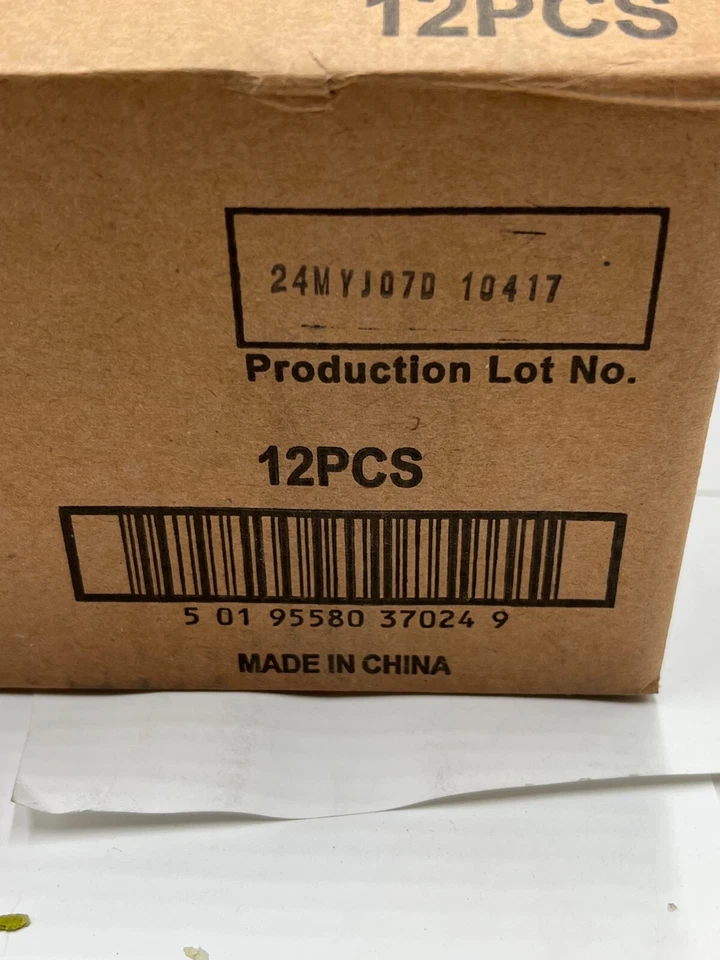 12PCS
24MYJ07D 10417
Production Lot No.
12PCS
5 01 95580 37024 9
MADE IN CHINA